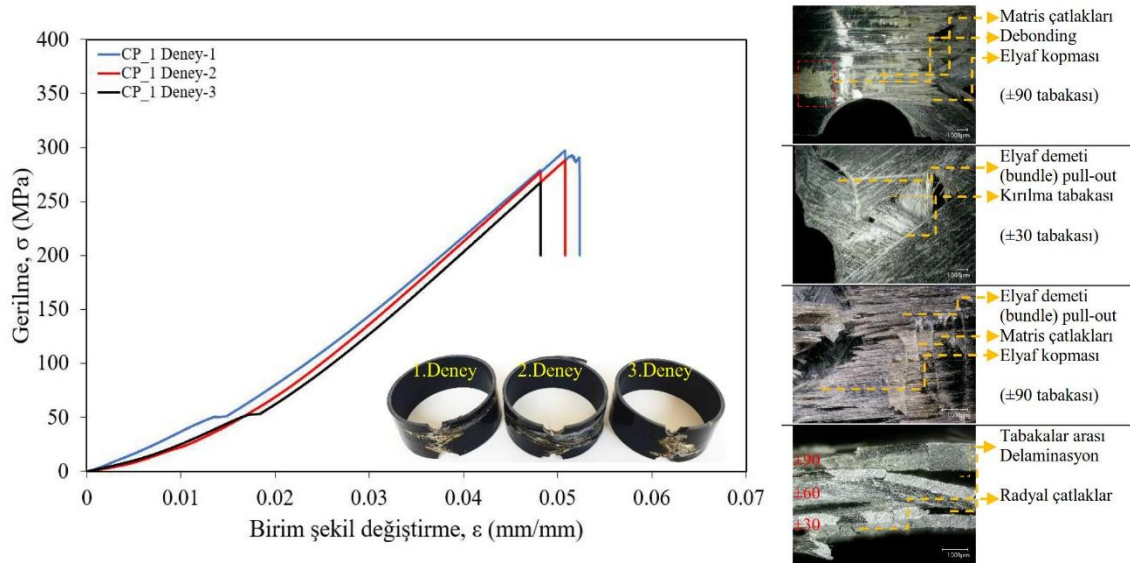 400
350
300
250
200
150
100
50
0
Gerilme, σ (MPa)
CP_1 Deney-1
CP_1 Deney-2
CP_1 Deney-3
1.Deney
2.Deney
3.Deney
0
0.01
0.02
0.03
0.04
0.05
0.06
0.07
Birim şekil değiştirme, ε (mm/mm)
Matris çatlakları
Debonding
Elyaf kopması
(±90 tabakası)
Elyaf demeti
(bundle) pull-out
Kırılma tabakası
(±30 tabakası)
Elyaf demeti
(bundle) pull-out
Matris çatlakları
Elyaf kopması
(±90 tabakası)
±90
±60
±30
Tabakalar arası
Delaminasyon
Radyal çatlaklar